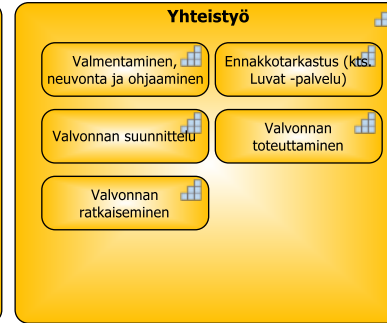 Yhteistyö
Valmentaminen,
neuvonta ja ohjaaminen
Ennakkotarkastus (kts.
Luvat -palvelu)
Valvonnan suunnittelu
Valvonnan
toteuttaminen
Valvonnan
ratkaiseminen